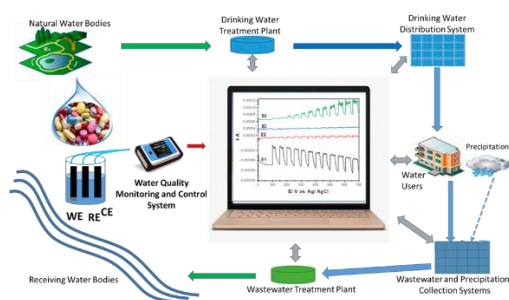 Natural Water Bodies
Drinking Water
Treatment Plant
Drinking Water
Distribution System
E4
E3
E2
E1
E/ V vs. Ag/ AgCl
Water Quality
Monitoring and Control
System
WE RE CE
Water
Users
Precipitation
Receiving Water Bodies
Wastewater Treatment Plant
Wastewater and Precipitation
Collection Systems